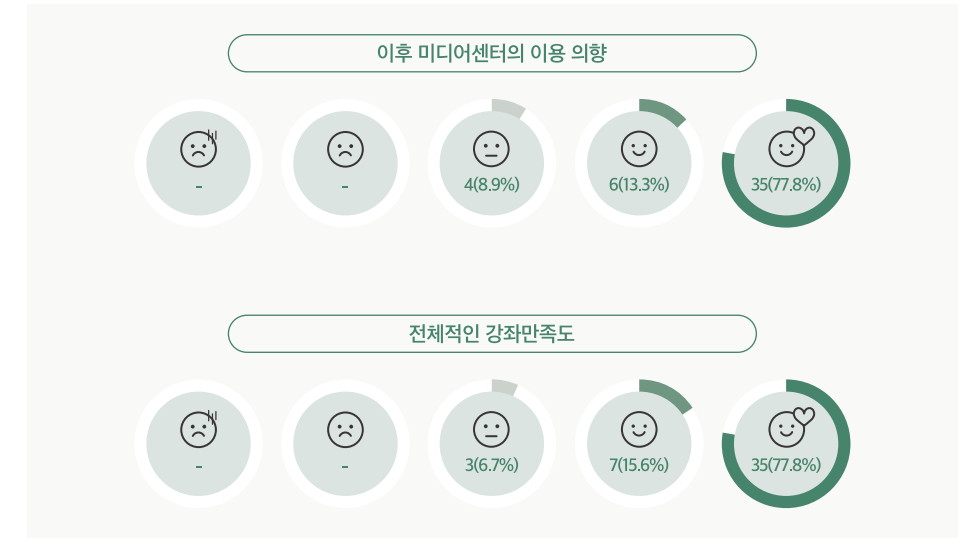 이후 미디어센터의 이용 의향
- - 4(8.9%) 6(13.3%) 35(77.8%)
전체적인 강좌만족도
- - 3(6.7%) 7(15.6%) 35(77.8%)